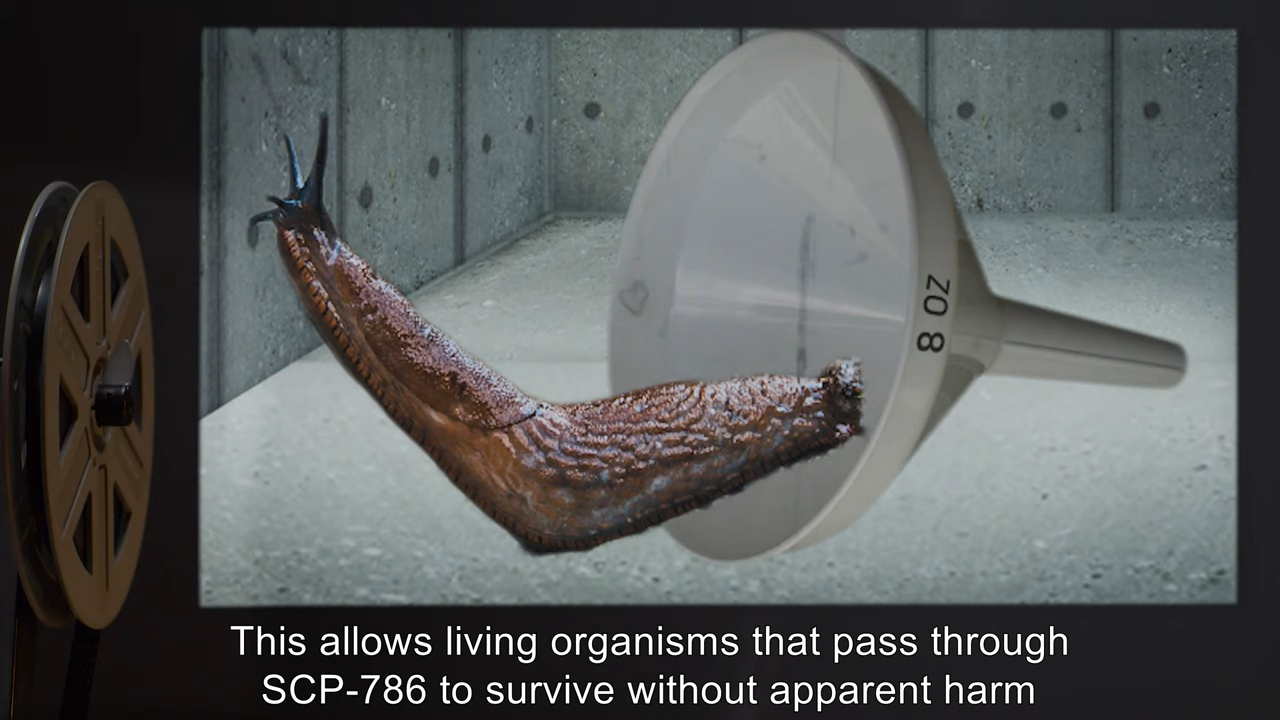 8 OZ
This allows living organisms that pass through
SCP-786 to survive without apparent harm